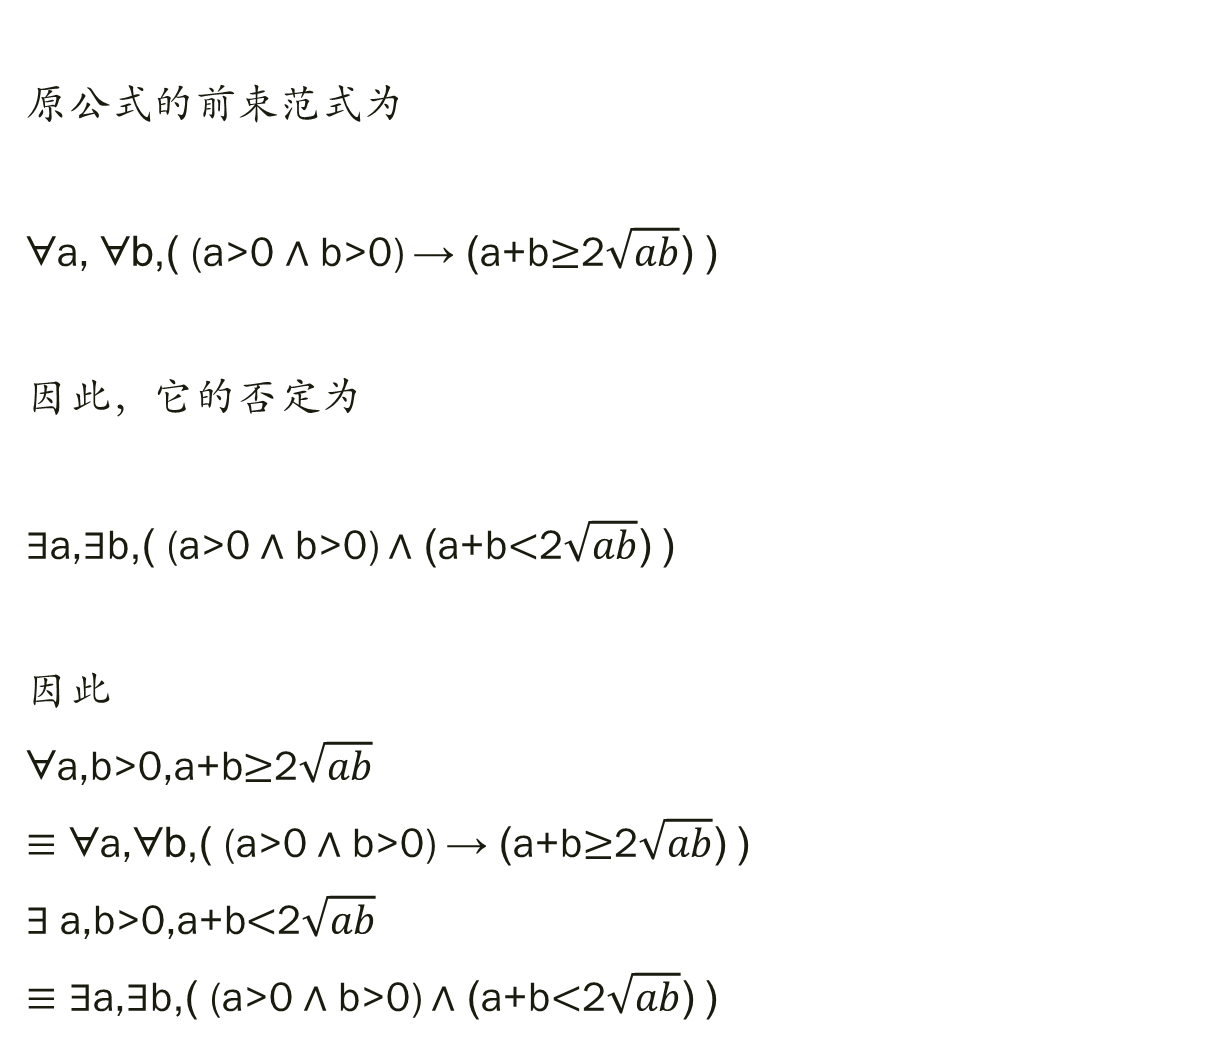 原公式的前束范式为
∀a, ∀b,( (a>0 ∧ b>0) → (a+b≥2√ab) )
因此，它的否定为
∃a,∃b,( (a>0 ∧ b>0) ∧ (a+b<2√ab) )
因此
∀a,b>0,a+b≥2√ab
≡ ∀a,∀b,( (a>0 ∧ b>0) → (a+b≥2√ab) )
∃ a,b>0,a+b<2√ab
≡ ∃a,∃b,( (a>0 ∧ b>0) ∧ (a+b<2√ab) )